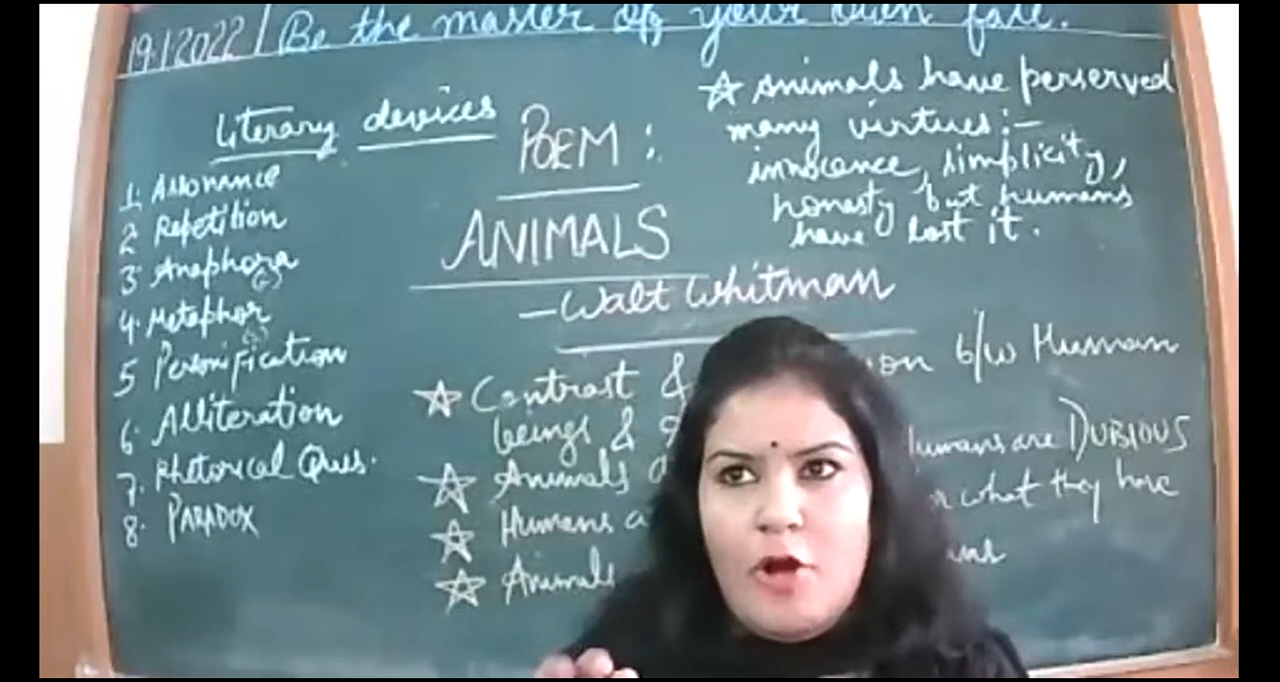 19.1.2022 Be the master of your own fate.
Literary devices
1. Assonance
2 Repetition
3. Anaphora
4. Metaphor
5 Personification
6. Alliteration
7. Rhetorical Ques.
8. PARADOX
POEM :
ANIMALS
– Walt Whitman
☆ Animals have perserved
many virtues :–
innocence, simplicity,
honesty but humans
have lost it.
☆ Contrast & b/w Human
beings &
☆ Animals Humans are DUBIOUS
☆ Humans what they have
☆ Animals